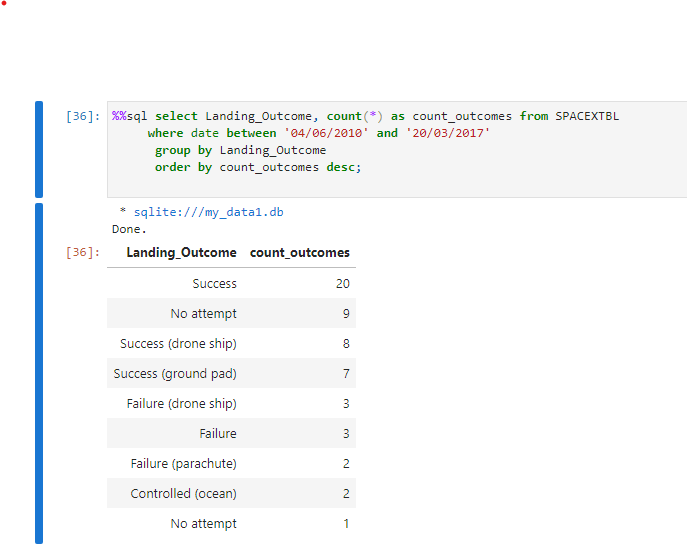 [36]: %%sql select Landing_Outcome, count(*) as count_outcomes from SPACEXTBL
where date between '04/06/2010' and '20/03/2017'
group by Landing_Outcome
order by count_outcomes desc;
* sqlite:///my_data1.db
Done.
[36]: Landing_Outcome count_outcomes
Success 20
No attempt 9
Success (drone ship) 8
Success (ground pad) 7
Failure (drone ship) 3
Failure 3
Failure (parachute) 2
Controlled (ocean) 2
No attempt 1